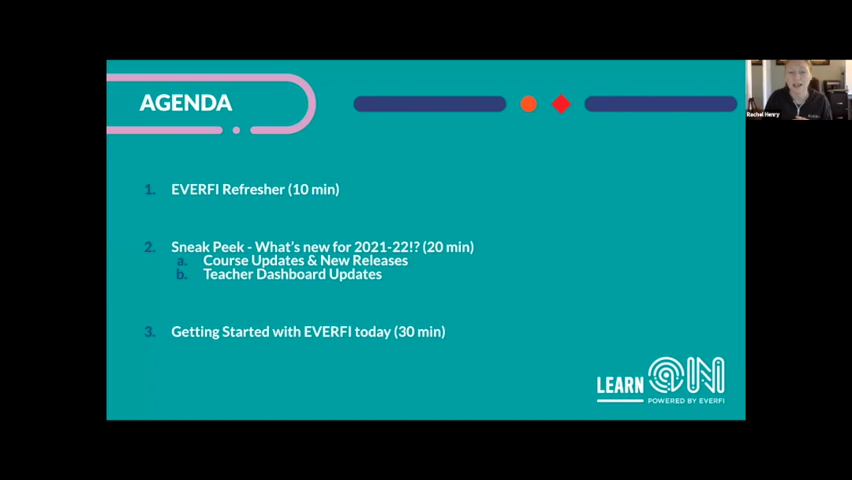 AGENDA
Rachel Henry
1. EVERFI Refresher (10 min)
2. Sneak Peek - What's new for 2021-22!? (20 min)
a. Course Updates & New Releases
b. Teacher Dashboard Updates
3. Getting Started with EVERFI today (30 min)
LEARN ON
POWERED BY EVERFI